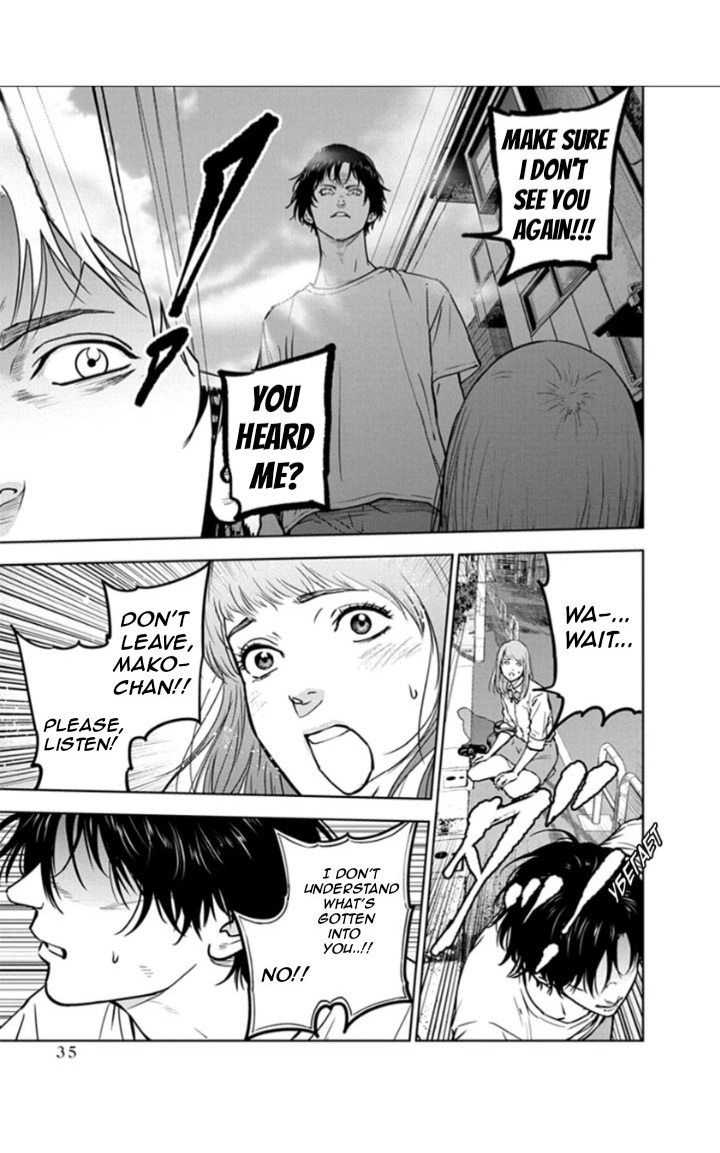 MAKE SURE
I DON'T
SEE YOU
AGAIN!!!
YOU
HEARD
ME?
WA-...
WAIT...
УБЕГАЕТ
DON'T
LEAVE,
MAKO-
CHAN!!
PLEASE,
LISTEN!
I DON'T
UNDERSTAND
WHAT'S
GOTTEN
INTO
YOU..!!
NO!!
35